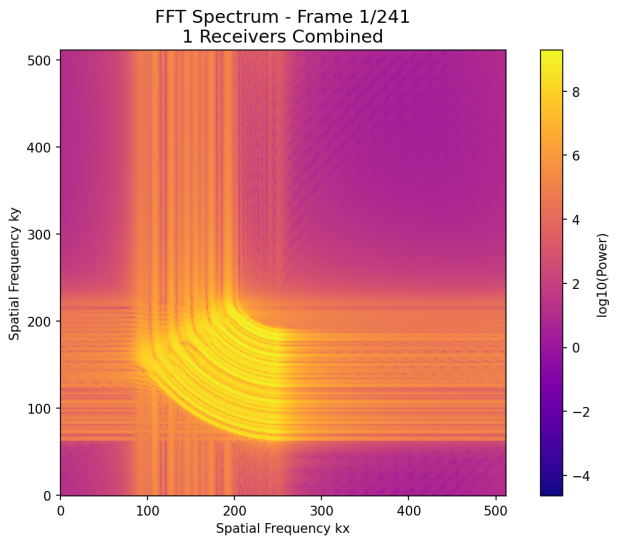 FFT Spectrum - Frame 1/241
1 Receivers Combined
500
400
300
200
100
0
Spatial Frequency ky
0 100 200 300 400 500
Spatial Frequency kx
8
6
4
2
0
−2
−4
log10(Power)